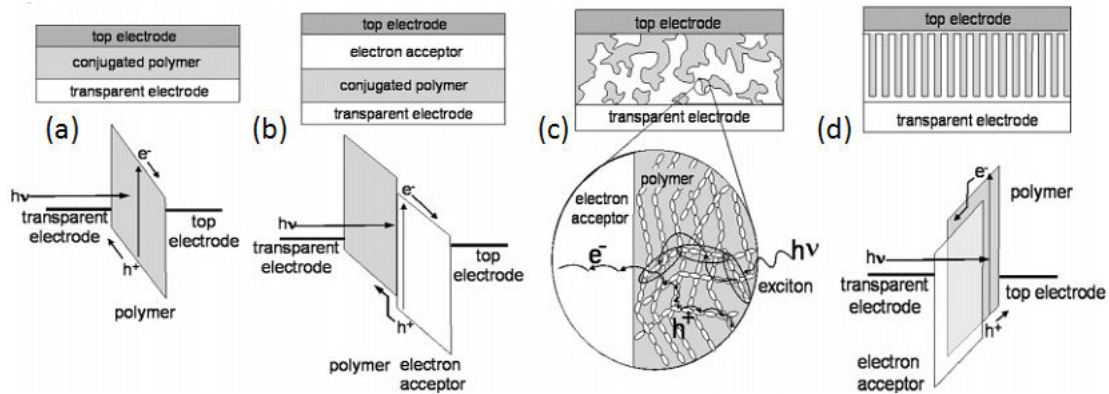 top electrode
conjugated polymer
transparent electrode
(a)
e-
hν
transparent
electrode
top
electrode
h+
polymer
top electrode
electron acceptor
conjugated polymer
transparent electrode
(b)
e-
hν
transparent
electrode
top
electrode
h+
polymer
electron
acceptor
top electrode
transparent electrode
(c)
electron
acceptor
polymer
e-
hν
exciton
h+
top electrode
transparent electrode
(d)
e-
polymer
hν
transparent
electrode
top electrode
h+
electron
acceptor